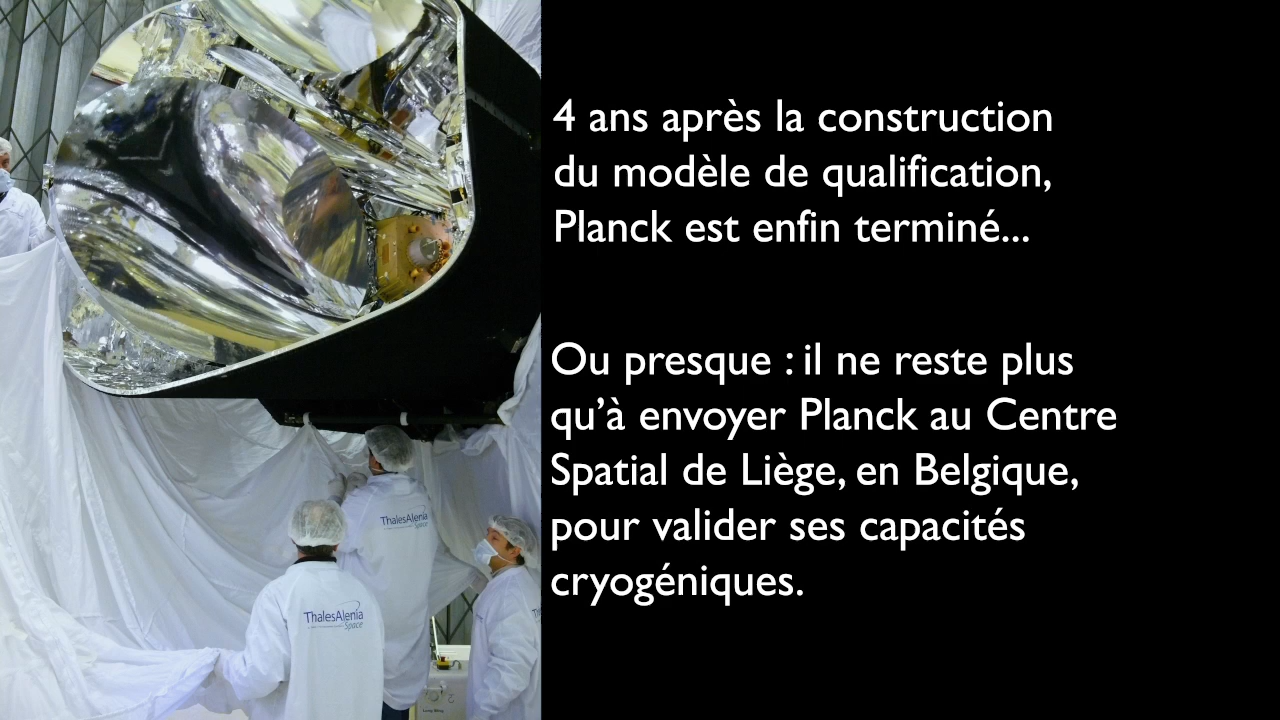 4 ans après la construction
du modèle de qualification,
Planck est enfin terminé...
Ou presque : il ne reste plus
qu’à envoyer Planck au Centre
Spatial de Liège, en Belgique,
pour valider ses capacités
cryogéniques.
ThalesAlenia
Space
ThalesAlenia
Space